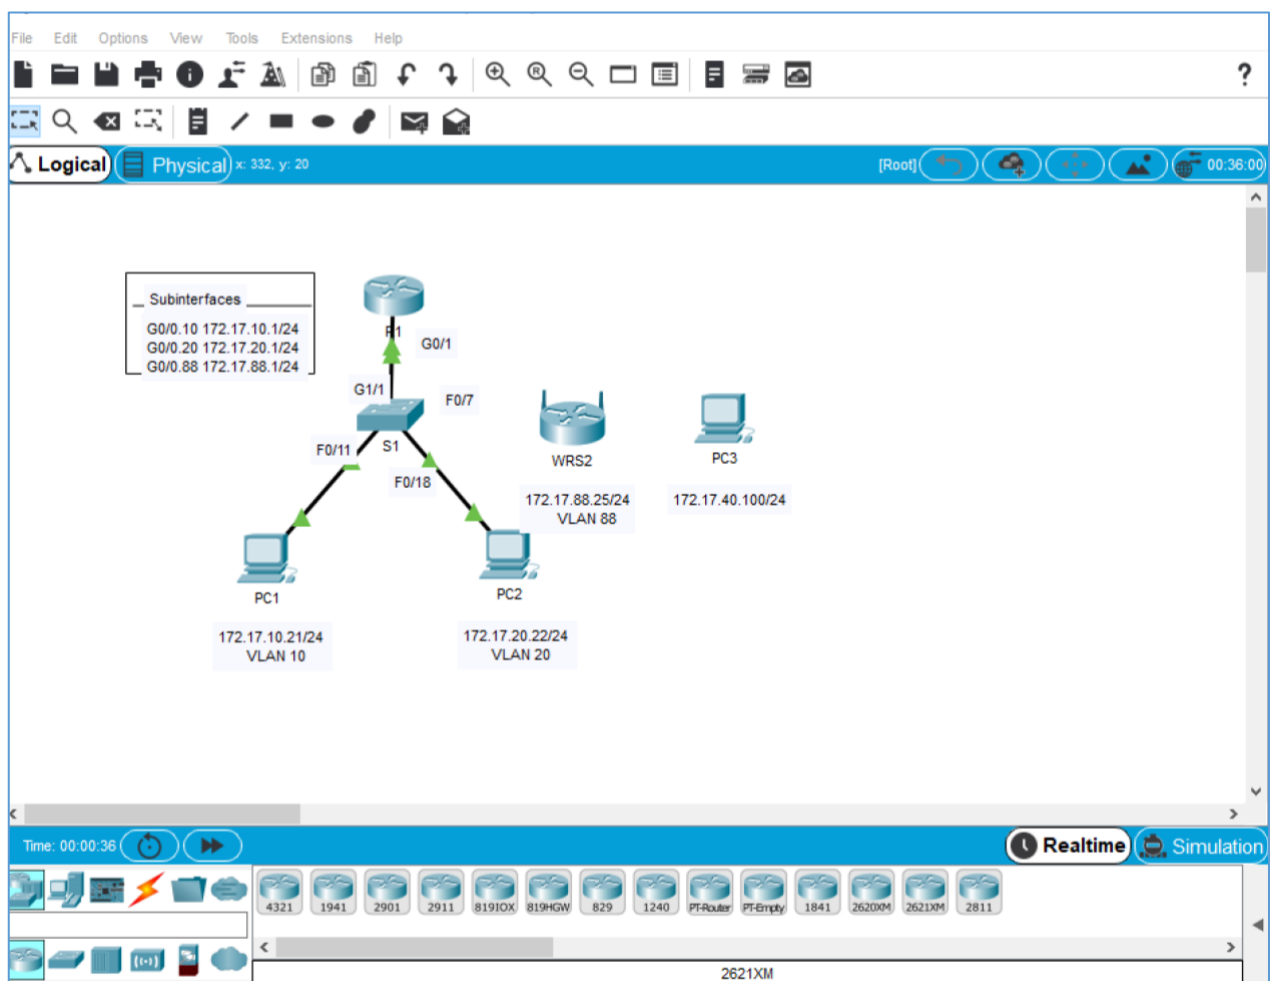 File Edit Options View Tools Extensions Help
?
Logical Physical x: 332, y: 20 [Root] 00:36:00
Subinterfaces
G0/0.10 172.17.10.1/24
G0/0.20 172.17.20.1/24
G0/0.88 172.17.88.1/24
R1
G0/1
G1/1
F0/7
F0/11
S1
F0/18
WRS2
172.17.88.25/24
VLAN 88
PC3
172.17.40.100/24
PC1
172.17.10.21/24
VLAN 10
PC2
172.17.20.22/24
VLAN 20
Time: 00:00:36 Realtime Simulation
4321 1941 2901 2911 819IOX 819HGW 829 1240 PT-Router PT-Empty 1841 2620XM 2621XM 2811
2621XM